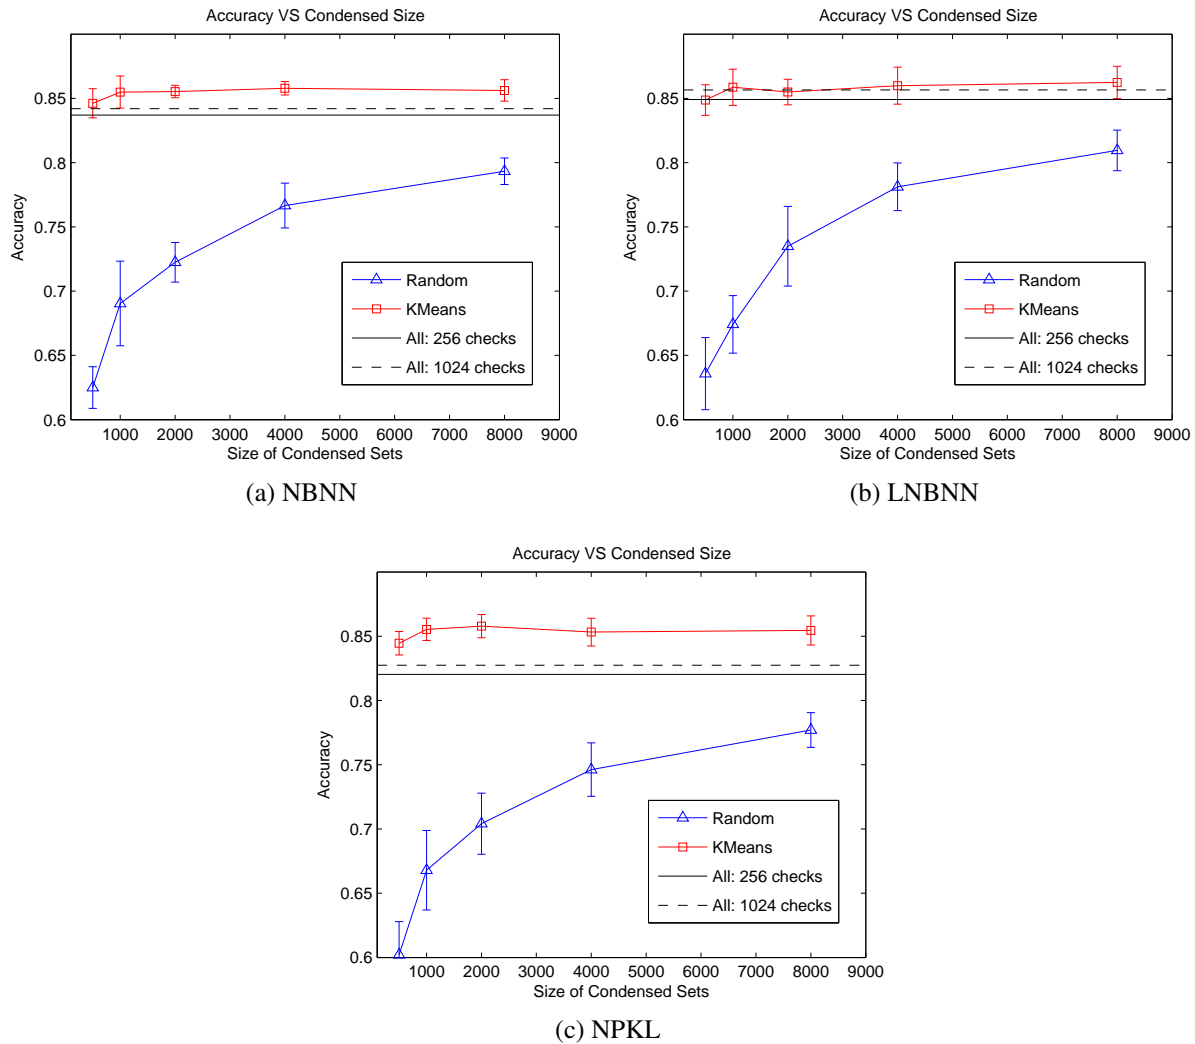 Accuracy VS Condensed Size
0.85
0.8
0.75
0.7
0.65
0.6
Accuracy
Random
KMeans
All: 256 checks
All: 1024 checks
1000 2000 3000 4000 5000 6000 7000 8000 9000
Size of Condensed Sets
(a) NBNN
Accuracy VS Condensed Size
0.85
0.8
0.75
0.7
0.65
0.6
Accuracy
Random
KMeans
All: 256 checks
All: 1024 checks
1000 2000 3000 4000 5000 6000 7000 8000 9000
Size of Condensed Sets
(b) LNBNN
Accuracy VS Condensed Size
0.85
0.8
0.75
0.7
0.65
0.6
Accuracy
Random
KMeans
All: 256 checks
All: 1024 checks
1000 2000 3000 4000 5000 6000 7000 8000 9000
Size of Condensed Sets
(c) NPKL